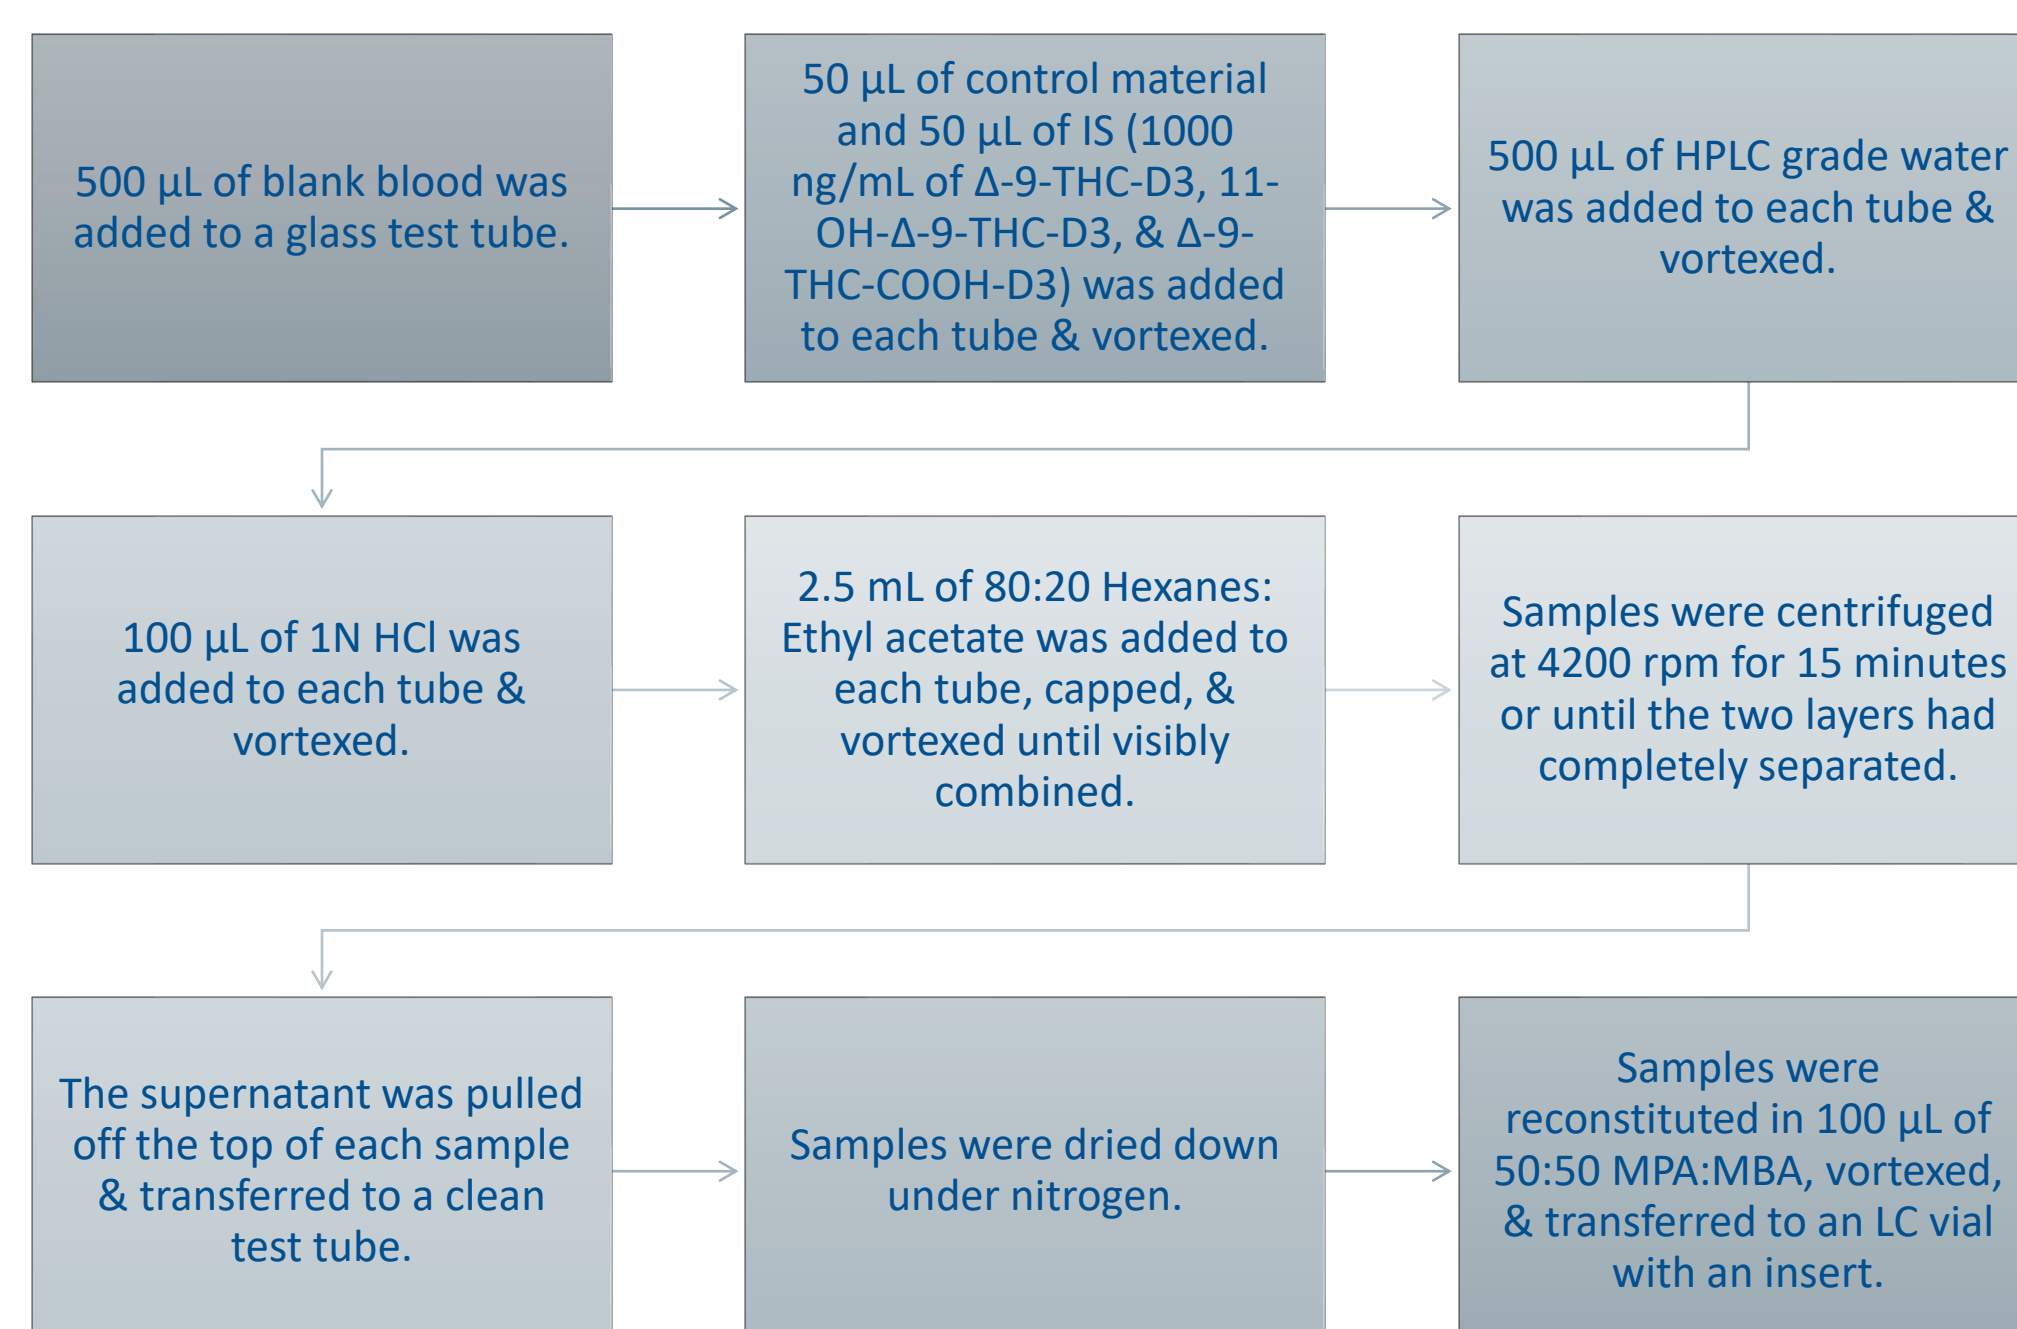 500 µL of blank blood was
added to a glass test tube.
50 µL of control material
and 50 µL of IS (1000
ng/mL of Δ-9-THC-D3, 11-
OH-Δ-9-THC-D3, & Δ-9-
THC-COOH-D3) was added
to each tube & vortexed.
500 µL of HPLC grade water
was added to each tube &
vortexed.
100 µL of 1N HCl was
added to each tube &
vortexed.
2.5 mL of 80:20 Hexanes:
Ethyl acetate was added to
each tube, capped, &
vortexed until visibly
combined.
Samples were centrifuged
at 4200 rpm for 15 minutes
or until the two layers had
completely separated.
The supernatant was pulled
off the top of each sample
& transferred to a clean
test tube.
Samples were dried down
under nitrogen.
Samples were
reconstituted in 100 µL of
50:50 MPA:MBA, vortexed,
& transferred to an LC vial
with an insert.